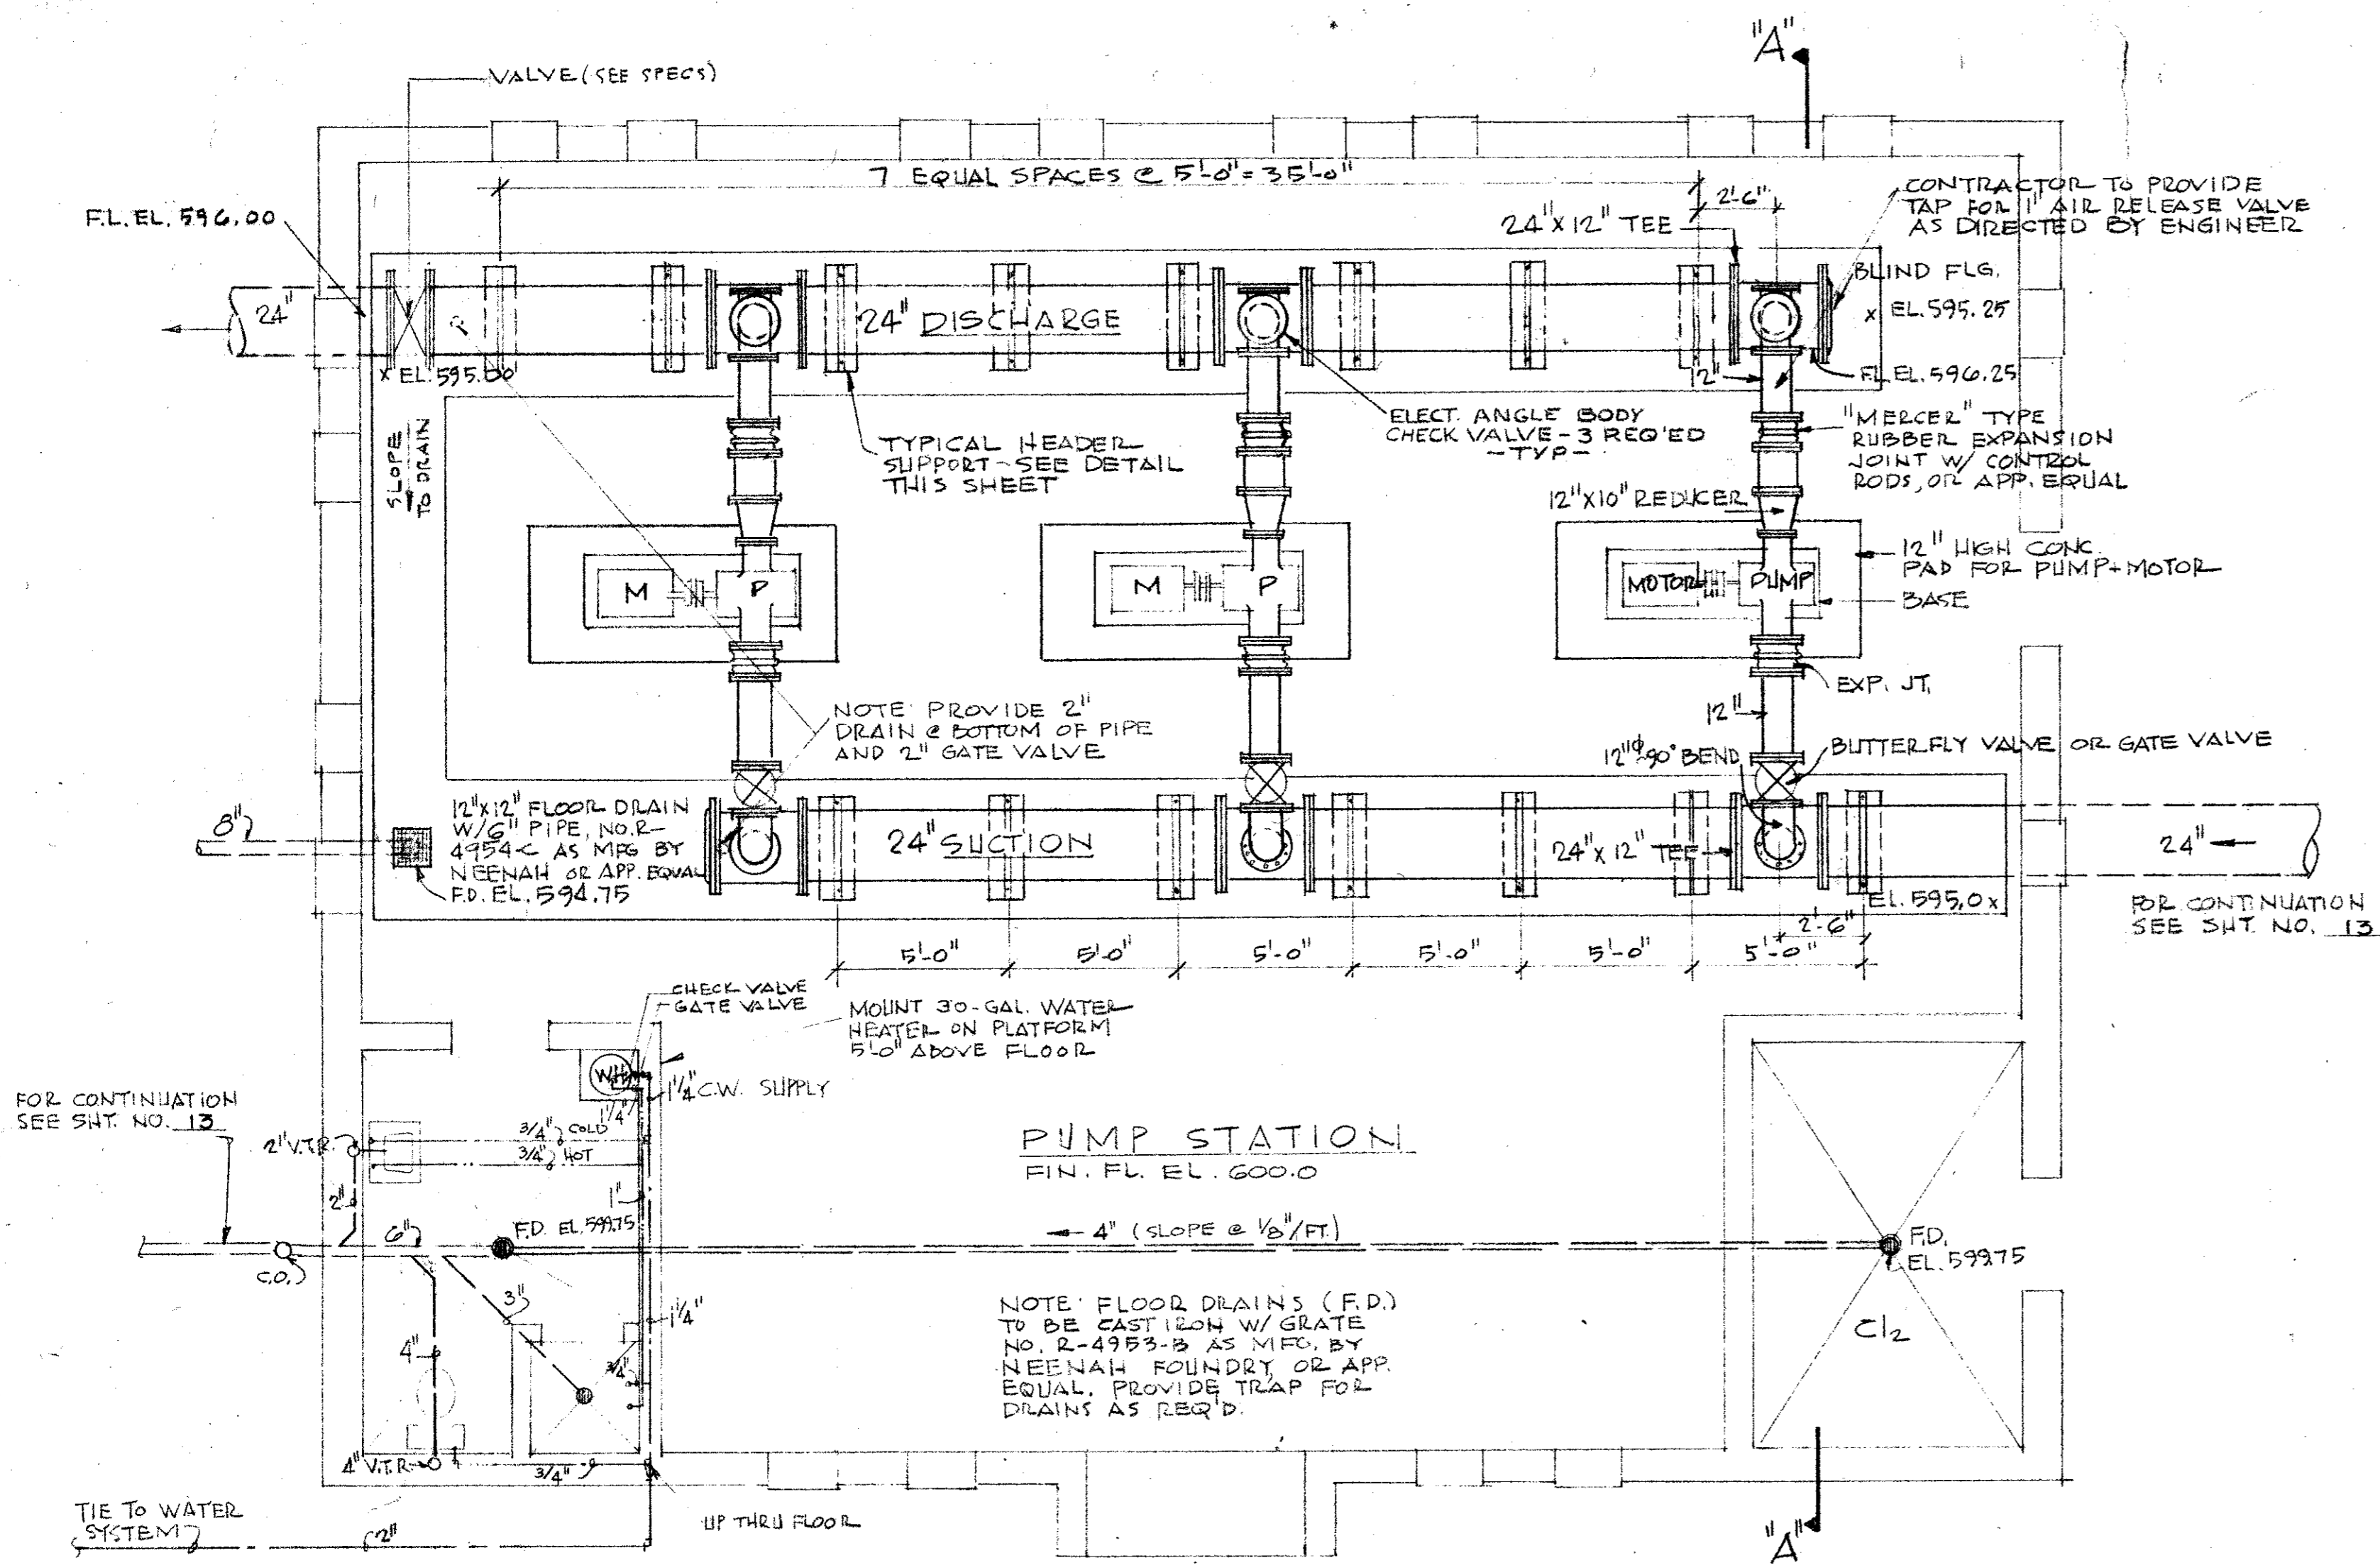 "A"
VALVE (SEE SPECS)
7 EQUAL SPACES @ 5'-0" = 35'-0"
2'-6"
CONTRACTOR TO PROVIDE
TAP FOR 1" AIR RELEASE VALVE
AS DIRECTED BY ENGINEER
F.L. EL. 596.00
24"X12" TEE
BLIND FLG.
24"
24" DISCHARGE
x EL. 595.25
x EL. 595.00
12"
F.L. EL. 596.25
SLOPE
TO DRAIN
TYPICAL HEADER
SUPPORT - SEE DETAIL
THIS SHEET
ELECT. ANGLE BODY
CHECK VALVE - 3 REQ'ED
- TYP -
"MERCER" TYPE
RUBBER EXPANSION
JOINT W/ CONTROL
RODS, OR APP. EQUAL
12"X10" REDUCER
12" HIGH CONC.
PAD FOR PUMP + MOTOR
BASE
M
P
M
P
MOTOR
PUMP
EXP. JT.
NOTE: PROVIDE 2"
DRAIN @ BOTTOM OF PIPE
AND 2" GATE VALVE
12"
12"φ 90° BEND
BUTTERFLY VALVE OR GATE VALVE
8"
12"X12" FLOOR DRAIN
W/6" PIPE, NO. R-
4954-C AS MFG BY
NEENAH OR APP. EQUAL
F.D. EL. 594.75
24" SUCTION
24"X12" TEE
24"
EL. 595.0 x
FOR CONTINUATION
SEE SHT. NO. 13
2'-6"
5'-0"
5'-0"
5'-0"
5'-0"
5'-0"
5'-0"
CHECK VALVE
GATE VALVE
MOUNT 30-GAL. WATER
HEATER ON PLATFORM
5'-0" ABOVE FLOOR
WH
1¼" C.W. SUPPLY
1¼"
FOR CONTINUATION
SEE SHT. NO. 13
2" V.T.R.
3/4" COLD
3/4" HOT
PUMP STATION
FIN. FL. EL. 600.0
2"
1"
6"
F.D. EL. 599.75
4" (SLOPE @ 1/8"/FT.)
F.D.
EL. 599.75
C.O.
3"
1¼"
4"
3/4"
NOTE: FLOOR DRAINS (F.D.)
TO BE CAST IRON W/ GRATE
NO. R-4953-B AS MFG. BY
NEENAH FOUNDRY, OR APP.
EQUAL. PROVIDE TRAP FOR
DRAINS AS REQ'D.
Cl2
4" V.T.R.
3/4"
TIE TO WATER
SYSTEM
2"
UP THRU FLOOR
"A"